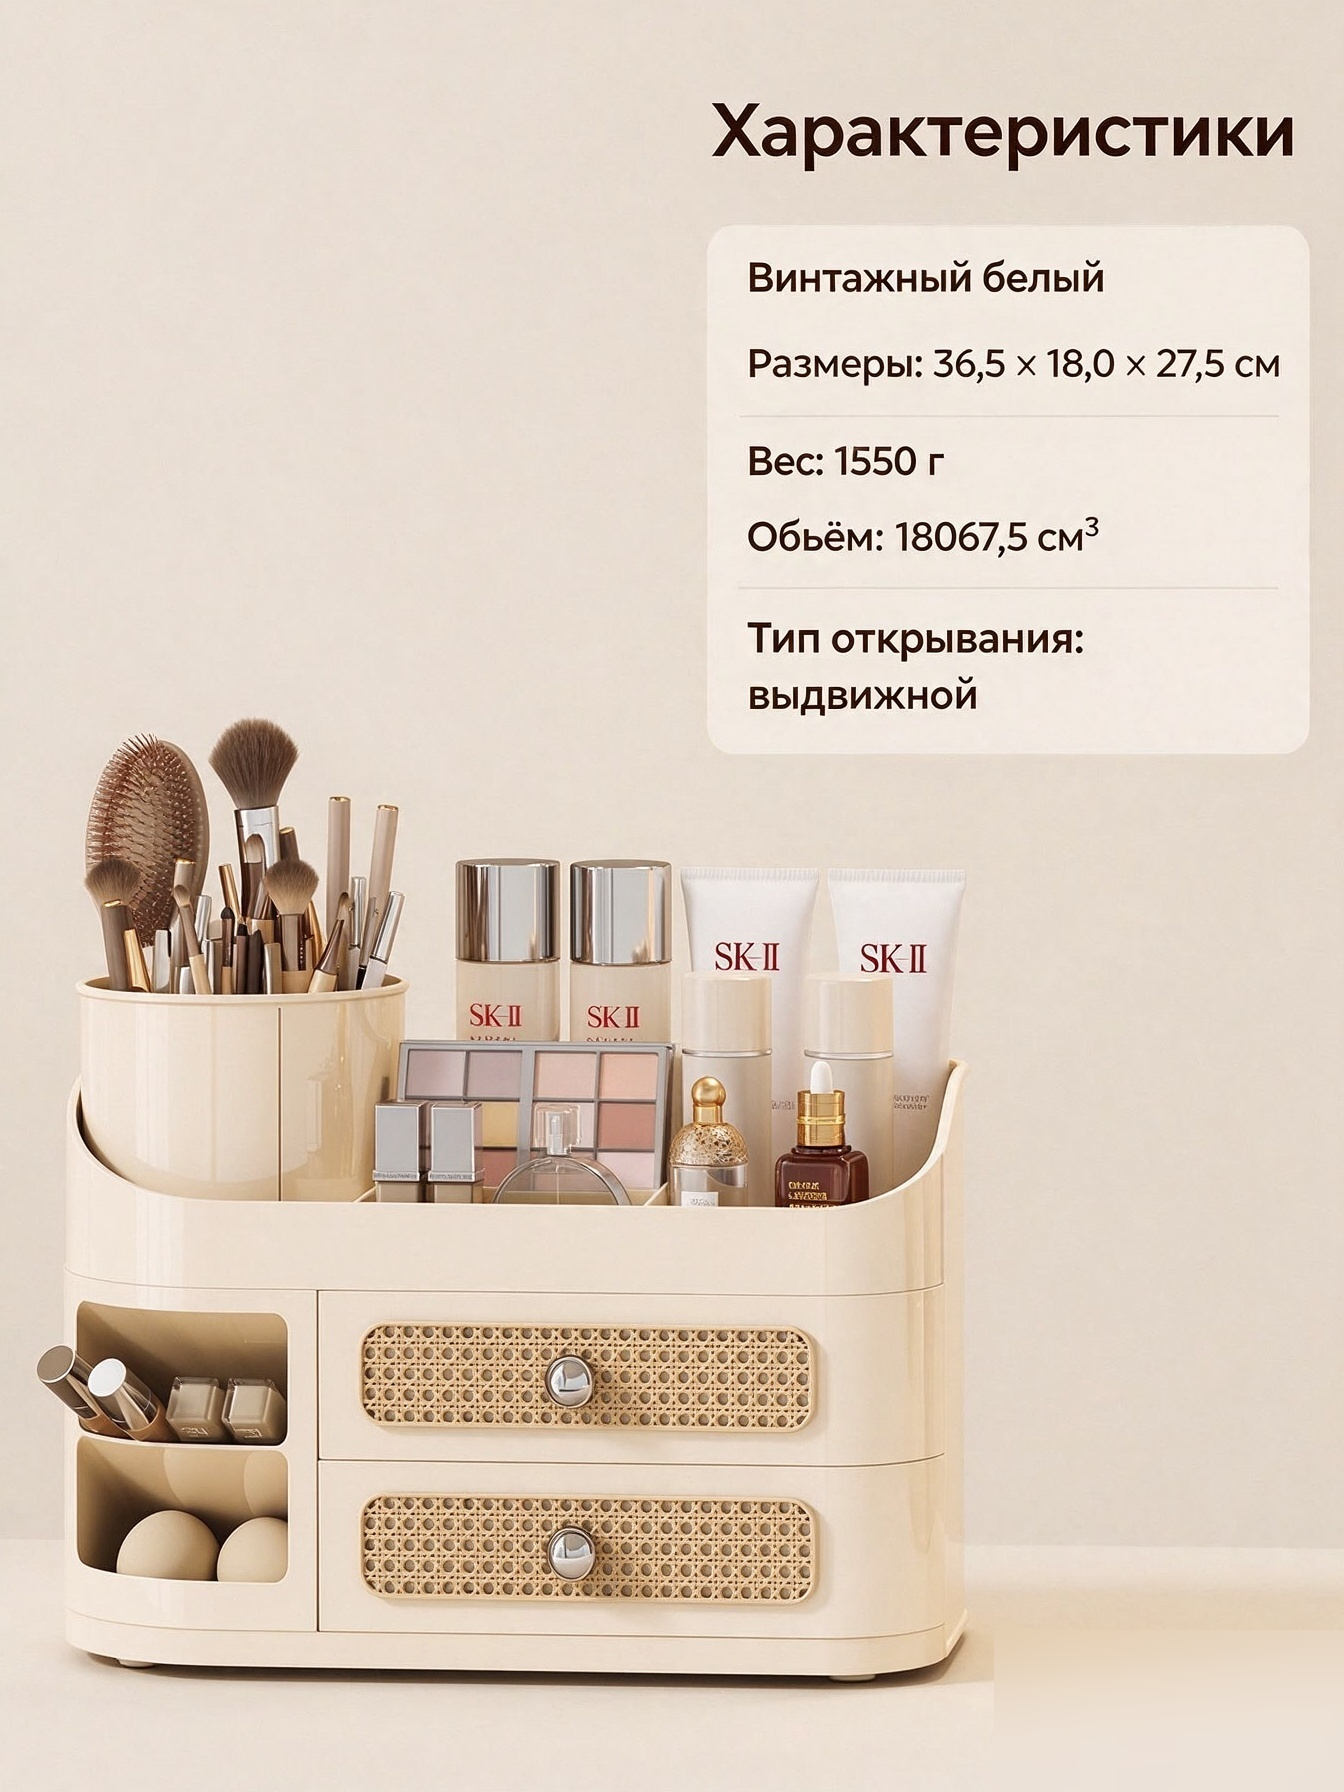 Характеристики
Винтажный белый
Размеры: 36,5 × 18,0 × 27,5 см
Вес: 1550 г
Обьём: 18067,5 см³
Тип открывания:
выдвижной
SK-II
SK-II
SK-II
SK II